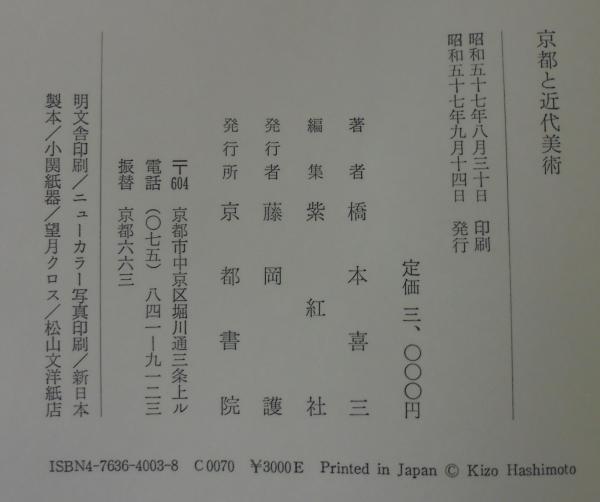 京都と近代美術
昭和五十七年八月三十日 印刷
昭和五十七年九月十四日 発行
定価 三、〇〇〇円
著者 橋本喜三
編集 紫紅社
発行者 藤岡護
発行所 京都書院
〒604 京都市中京区堀川通三条上ル
電話 (〇七五) 八四一―九一二三
振替 京都六六三
明文舎印刷/ニューカラー写真印刷/新日本
製本/小関紙器/望月クロス/松山文洋紙店
ISBN4-7636-4003-8 C0070 ¥3000E Printed in Japan © Kizo Hashimoto